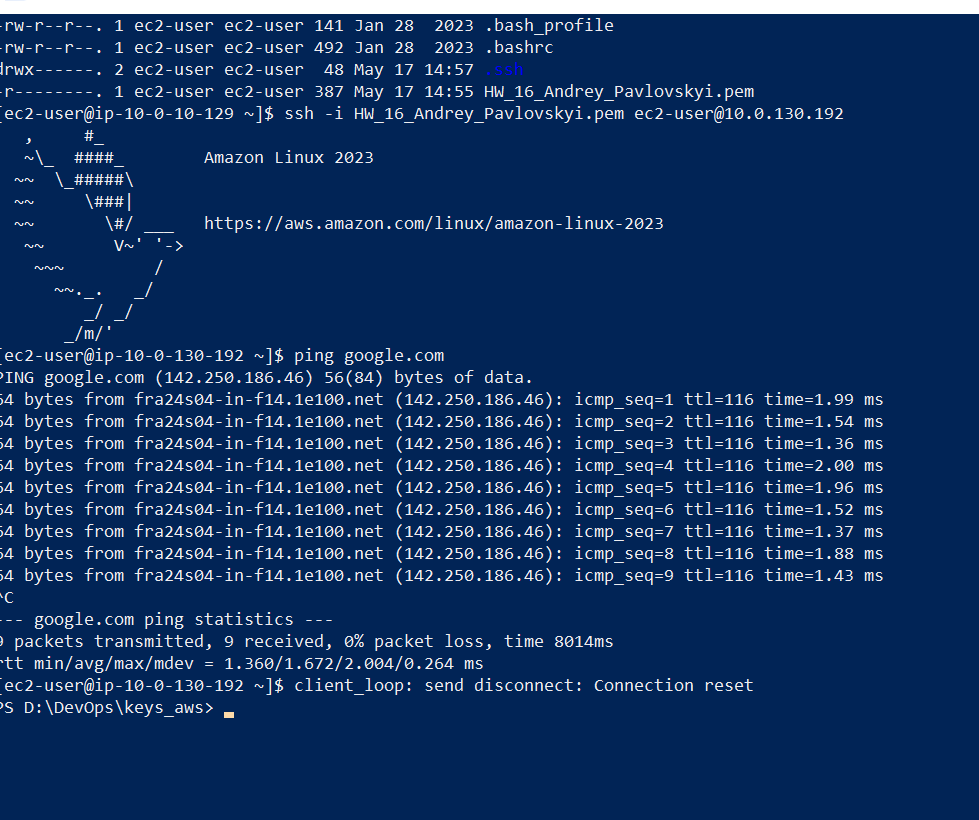 -rw-r--r--. 1 ec2-user ec2-user 141 Jan 28  2023 .bash_profile
-rw-r--r--. 1 ec2-user ec2-user 492 Jan 28  2023 .bashrc
drwx------. 2 ec2-user ec2-user  48 May 17 14:57 .ssh
-r--------. 1 ec2-user ec2-user 387 May 17 14:55 HW_16_Andrey_Pavlovskyi.pem
[ec2-user@ip-10-0-10-129 ~]$ ssh -i HW_16_Andrey_Pavlovskyi.pem ec2-user@10.0.130.192
   ,     #_
   ~\_  ####_        Amazon Linux 2023
  ~~  \_#####\
  ~~     \###|
  ~~       \#/ ___   https://aws.amazon.com/linux/amazon-linux-2023
   ~~       V~' '->
    ~~~         /
      ~~._.   _/
         _/ _/
       _/m/'
[ec2-user@ip-10-0-130-192 ~]$ ping google.com
PING google.com (142.250.186.46) 56(84) bytes of data.
64 bytes from fra24s04-in-f14.1e100.net (142.250.186.46): icmp_seq=1 ttl=116 time=1.99 ms
64 bytes from fra24s04-in-f14.1e100.net (142.250.186.46): icmp_seq=2 ttl=116 time=1.54 ms
64 bytes from fra24s04-in-f14.1e100.net (142.250.186.46): icmp_seq=3 ttl=116 time=1.36 ms
64 bytes from fra24s04-in-f14.1e100.net (142.250.186.46): icmp_seq=4 ttl=116 time=2.00 ms
64 bytes from fra24s04-in-f14.1e100.net (142.250.186.46): icmp_seq=5 ttl=116 time=1.96 ms
64 bytes from fra24s04-in-f14.1e100.net (142.250.186.46): icmp_seq=6 ttl=116 time=1.52 ms
64 bytes from fra24s04-in-f14.1e100.net (142.250.186.46): icmp_seq=7 ttl=116 time=1.37 ms
64 bytes from fra24s04-in-f14.1e100.net (142.250.186.46): icmp_seq=8 ttl=116 time=1.88 ms
64 bytes from fra24s04-in-f14.1e100.net (142.250.186.46): icmp_seq=9 ttl=116 time=1.43 ms
^C
--- google.com ping statistics ---
9 packets transmitted, 9 received, 0% packet loss, time 8014ms
rtt min/avg/max/mdev = 1.360/1.672/2.004/0.264 ms
[ec2-user@ip-10-0-130-192 ~]$ client_loop: send disconnect: Connection reset
PS D:\DevOps\keys_aws>